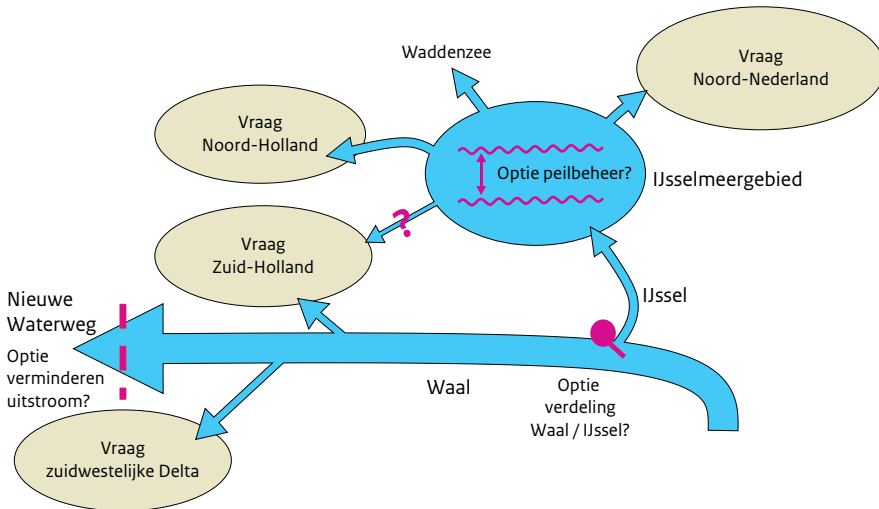 Waddenzee
Vraag
Noord-Nederland
Vraag
Noord-Holland
Optie peilbeheer?
IJsselmeergebied
?
Vraag
Zuid-Holland
IJssel
Nieuwe
Waterweg
Optie
verminderen
uitstroom?
Waal
Optie
verdeling
Waal / IJssel?
Vraag
zuidwestelijke Delta